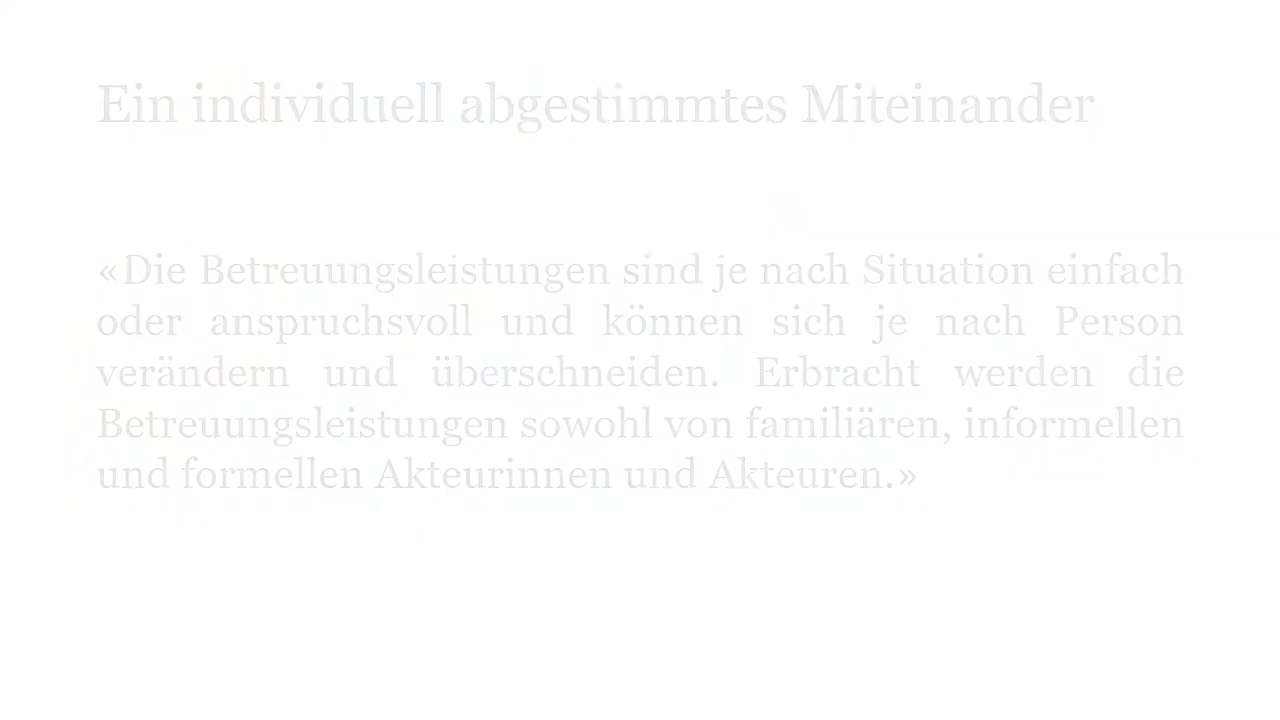 Ein individuell abgestimmtes Miteinander
«Die Betreuungsleistungen sind je nach Situation einfach
oder anspruchsvoll und können sich je nach Person
verändern und überschneiden. Erbracht werden die
Betreuungsleistungen sowohl von familiären, informellen
und formellen Akteurinnen und Akteuren.»